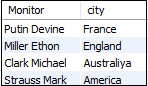 Monitor city
Putin Devine France
Miller Ethon England
Clark Michael Australiya
Strauss Mark America